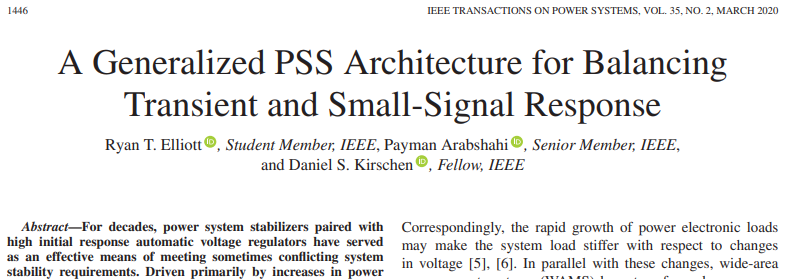 1446
IEEE TRANSACTIONS ON POWER SYSTEMS, VOL. 35, NO. 2, MARCH 2020
A Generalized PSS Architecture for Balancing
Transient and Small-Signal Response
Ryan T. Elliott iD, Student Member, IEEE, Payman Arabshahi iD, Senior Member, IEEE,
and Daniel S. Kirschen iD, Fellow, IEEE
Abstract—For decades, power system stabilizers paired with
high initial response automatic voltage regulators have served
as an effective means of meeting sometimes conflicting system
stability requirements. Driven primarily by increases in power
Correspondingly, the rapid growth of power electronic loads
may make the system load stiffer with respect to changes
in voltage [5], [6]. In parallel with these changes, wide-area